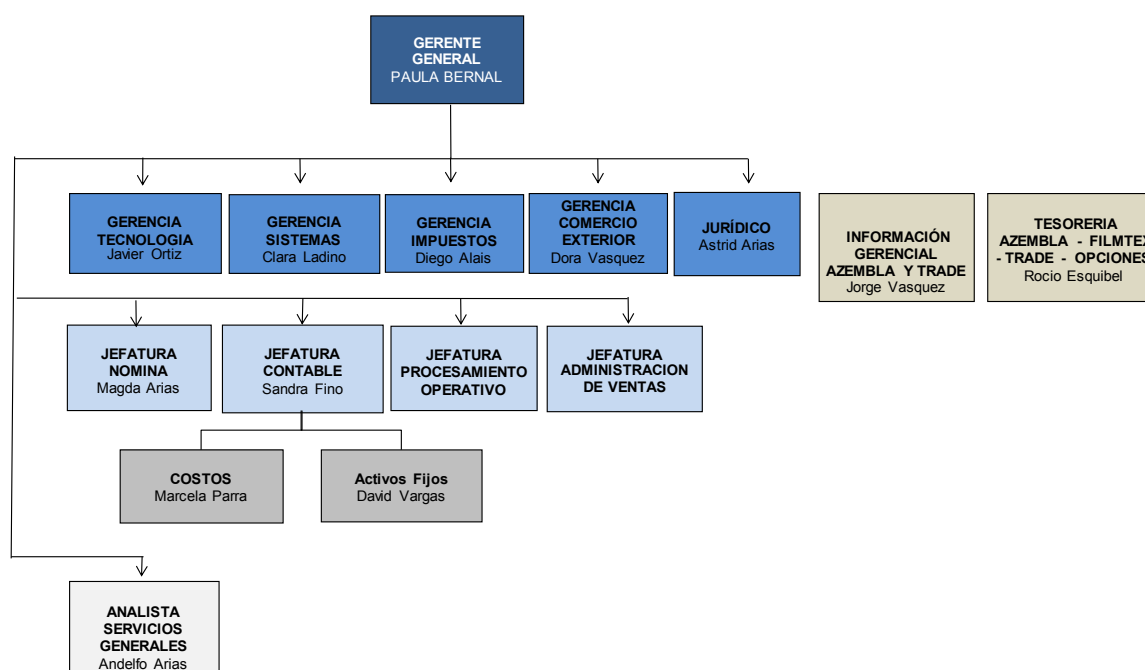 GERENTE
GENERAL
PAULA BERNAL
GERENCIA
TECNOLOGIA
Javier Ortiz
GERENCIA
SISTEMAS
Clara Ladino
GERENCIA
IMPUESTOS
Diego Alais
GERENCIA
COMERCIO
EXTERIOR
Dora Vasquez
JURÍDICO
Astrid Arias
INFORMACIÓN
GERENCIAL
AZEMBLA Y TRADE
Jorge Vasquez
TESORERIA
AZEMBLA - FILMTEX
- TRADE - OPCIONES
Rocio Esquibel
JEFATURA
NOMINA
Magda Arias
JEFATURA
CONTABLE
Sandra Fino
JEFATURA
PROCESAMIENTO
OPERATIVO
JEFATURA
ADMINISTRACION
DE VENTAS
COSTOS
Marcela Parra
Activos Fijos
David Vargas
ANALISTA
SERVICIOS
GENERALES
Andelfo Arias